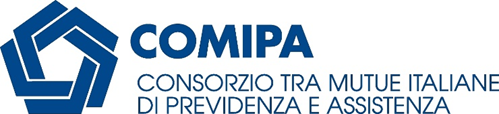 COMIPA
CONSORZIO TRA MUTUE ITALIANE
DI PREVIDENZA E ASSISTENZA